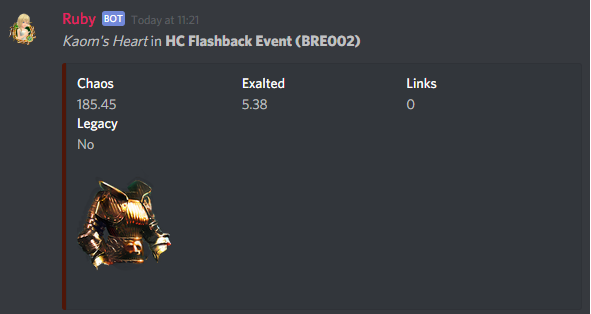 Ruby BOT Today at 11:21
Kaom's Heart in HC Flashback Event (BRE002)
Chaos Exalted Links
185.45 5.38 0
Legacy
No